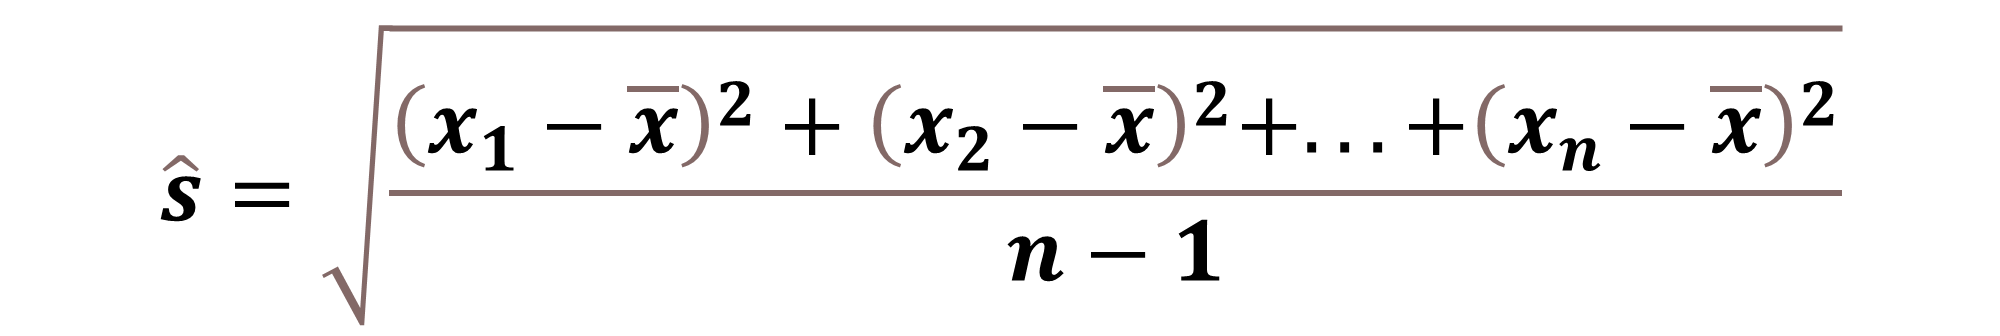 ŝ = √((x₁ − x̅)² + (x₂ − x̅)² + ... + (xₙ − x̅)²) / (n − 1))